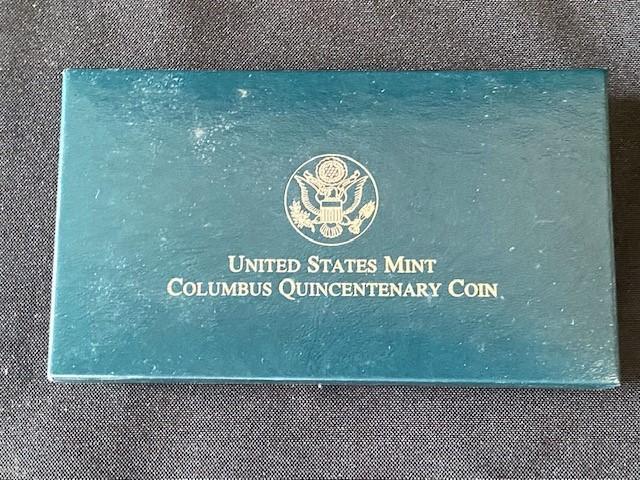 United States Mint
Columbus Quincentenary Coin